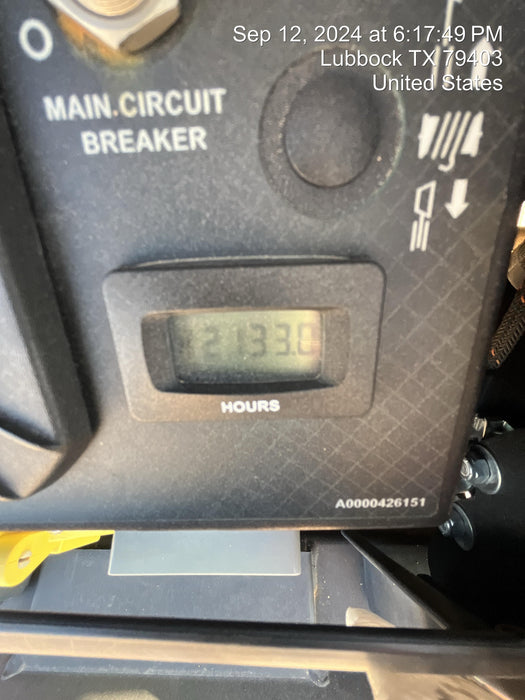 Sep 12, 2024 at 6:17:49 PM
Lubbock TX 79403
United States
O
MAIN CIRCUIT
BREAKER
2133.0
HOURS
A0000426151